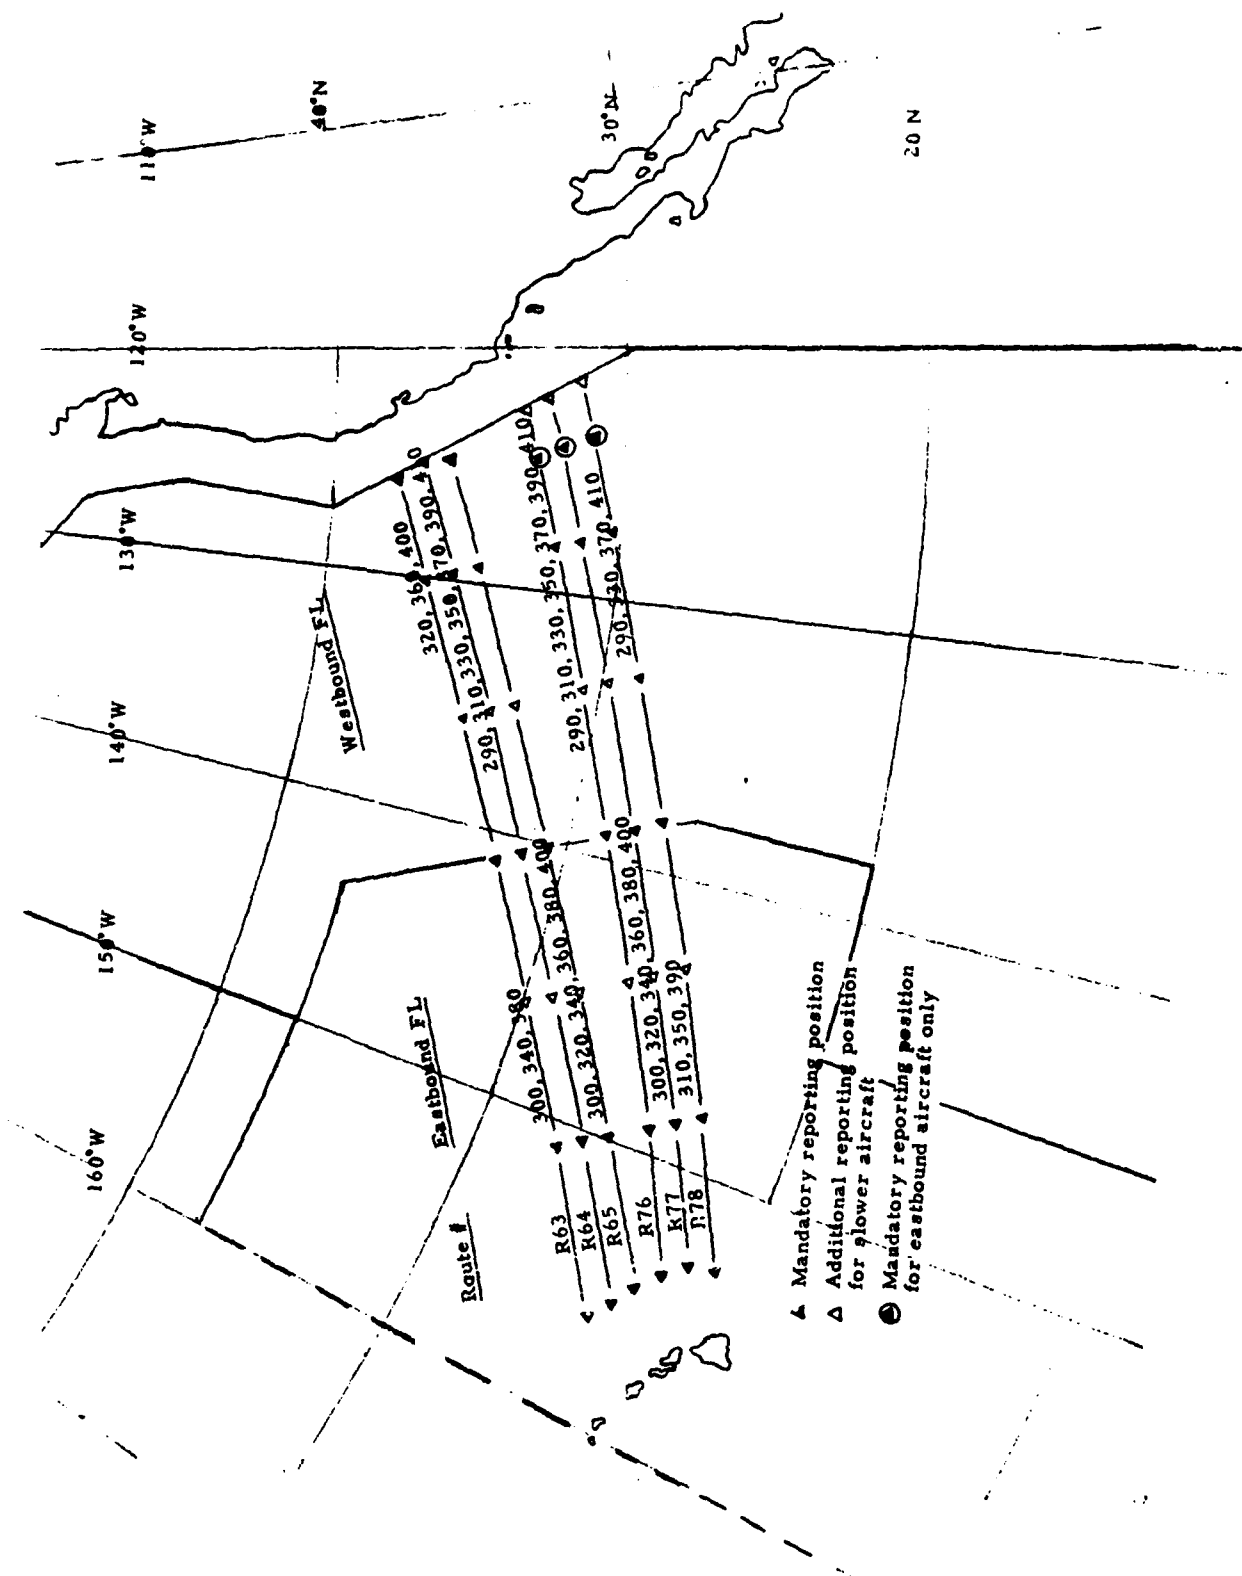 110°W
120°W
130°W
140°W
150°W
160°W
40°N
30°N
20 N
Westbound FL
320, 360, 400
290, 310, 330, 350, 370, 390, 410
290, 310, 330, 350, 370, 390, 410
290, 330, 370, 410
Eastbound FL
300, 340, 380
300, 320, 340, 360, 380, 400
300, 320, 340, 360, 380, 400
310, 350, 390
Route #
R63
R64
R65
R76
R77
R78
Mandatory reporting position
Additional reporting position
for slower aircraft
Mandatory reporting position
for eastbound aircraft only